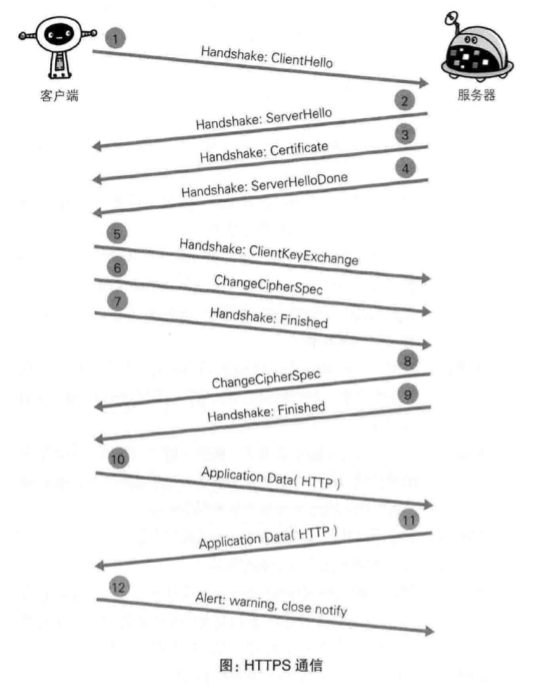 1
Handshake: ClientHello
客户端
服务器
2
Handshake: ServerHello
3
Handshake: Certificate
4
Handshake: ServerHelloDone
5
Handshake: ClientKeyExchange
6
ChangeCipherSpec
7
Handshake: Finished
8
ChangeCipherSpec
9
Handshake: Finished
10
Application Data( HTTP )
11
Application Data( HTTP )
12
Alert: warning, close notify
图：HTTPS 通信